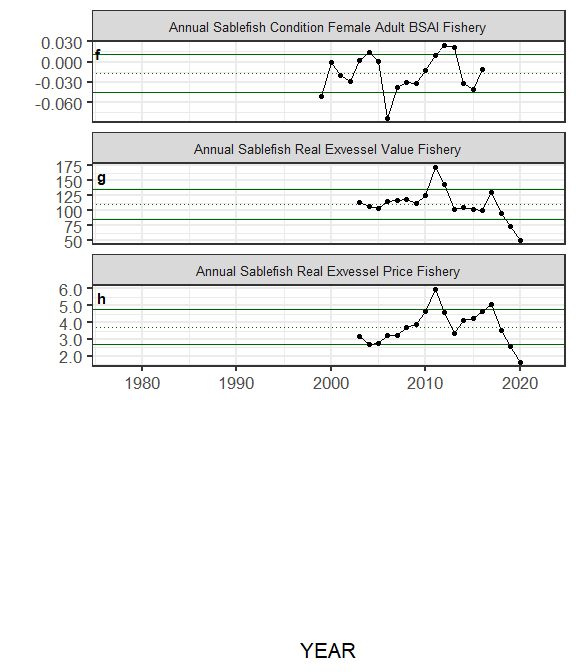 Annual Sablefish Condition Female Adult BSAI Fishery
0.030
f
0.000
-0.030
-0.060
Annual Sablefish Real Exvessel Value Fishery
175
g
150
125
100
75
50
Annual Sablefish Real Exvessel Price Fishery
6.0
h
5.0
4.0
3.0
2.0
1980 1990 2000 2010 2020
YEAR